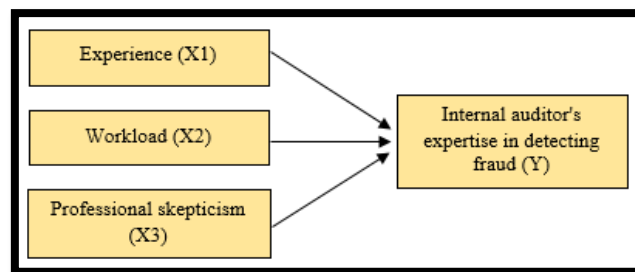 Experience (X1)
Workload (X2)
Professional skepticism
(X3)
Internal auditor's
expertise in detecting
fraud (Y)